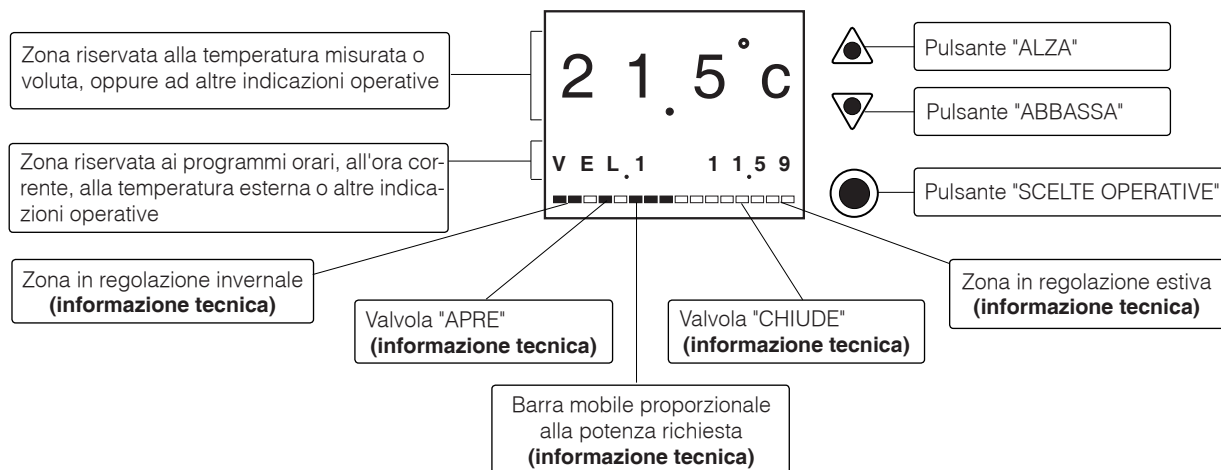 Zona riservata alla temperatura misurata o
voluta, oppure ad altre indicazioni operative
Zona riservata ai programmi orari, all'ora cor-
rente, alla temperatura esterna o altre indica-
zioni operative
21.5°c
VEL.1 11.59
Pulsante "ALZA"
Pulsante "ABBASSA"
Pulsante "SCELTE OPERATIVE"
Zona in regolazione invernale
(informazione tecnica)
Valvola "APRE"
(informazione tecnica)
Barra mobile proporzionale
alla potenza richiesta
(informazione tecnica)
Valvola "CHIUDE"
(informazione tecnica)
Zona in regolazione estiva
(informazione tecnica)